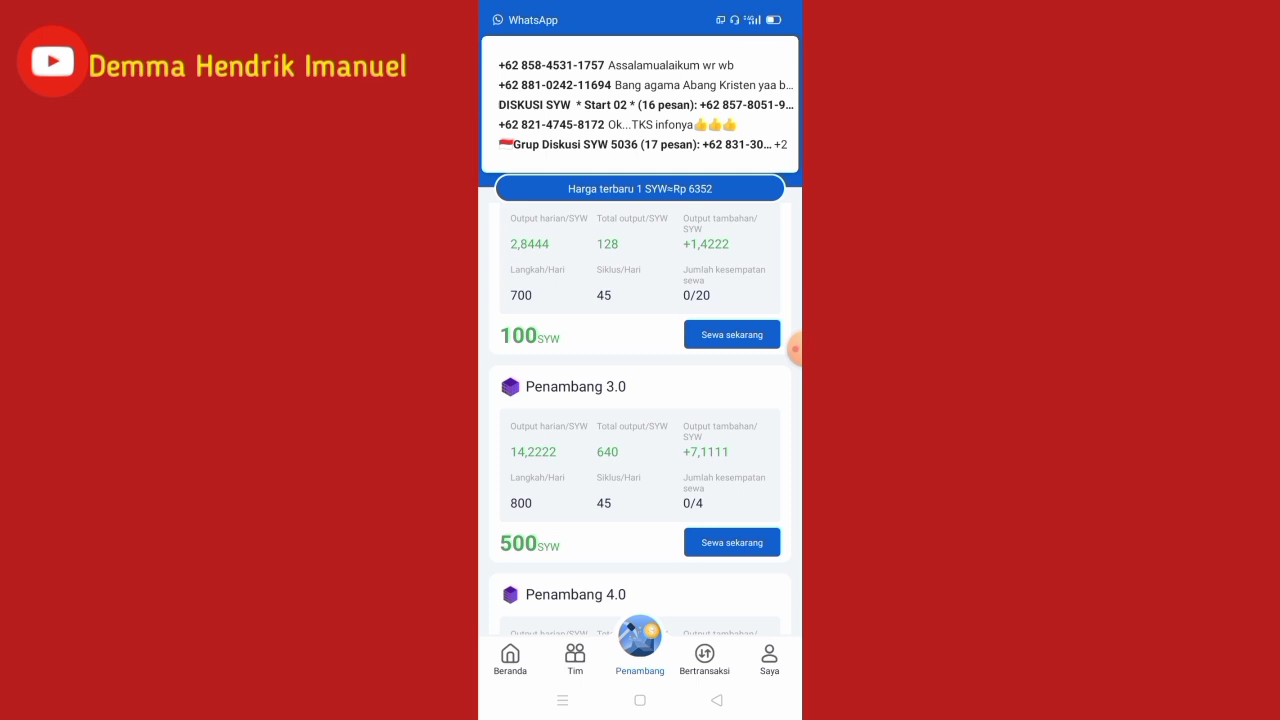 Demma Hendrik Imanuel
WhatsApp
+62 858-4531-1757 Assalamualaikum wr wb
+62 881-0242-11694 Bang agama Abang Kristen yaa b...
DISKUSI SYW * Start 02 * (16 pesan): +62 857-8051-9...
+62 821-4745-8172 Ok...TKS infonya👍👍👍
🇮🇩Grup Diskusi SYW 5036 (17 pesan): +62 831-30... +2
Harga terbaru 1 SYW=Rp 6352
Output harian/SYW Total output/SYW Output tambahan/
SYW
2,8444 128 +1,4222
Langkah/Hari Siklus/Hari Jumlah kesempatan
sewa
700 45 0/20
100SYW Sewa sekarang
Penambang 3.0
Output harian/SYW Total output/SYW Output tambahan/
SYW
14,2222 640 +7,1111
Langkah/Hari Siklus/Hari Jumlah kesempatan
sewa
800 45 0/4
500SYW Sewa sekarang
Penambang 4.0
Output harian/SYW Output tambahan/
Beranda Tim Penambang Bertransaksi Saya